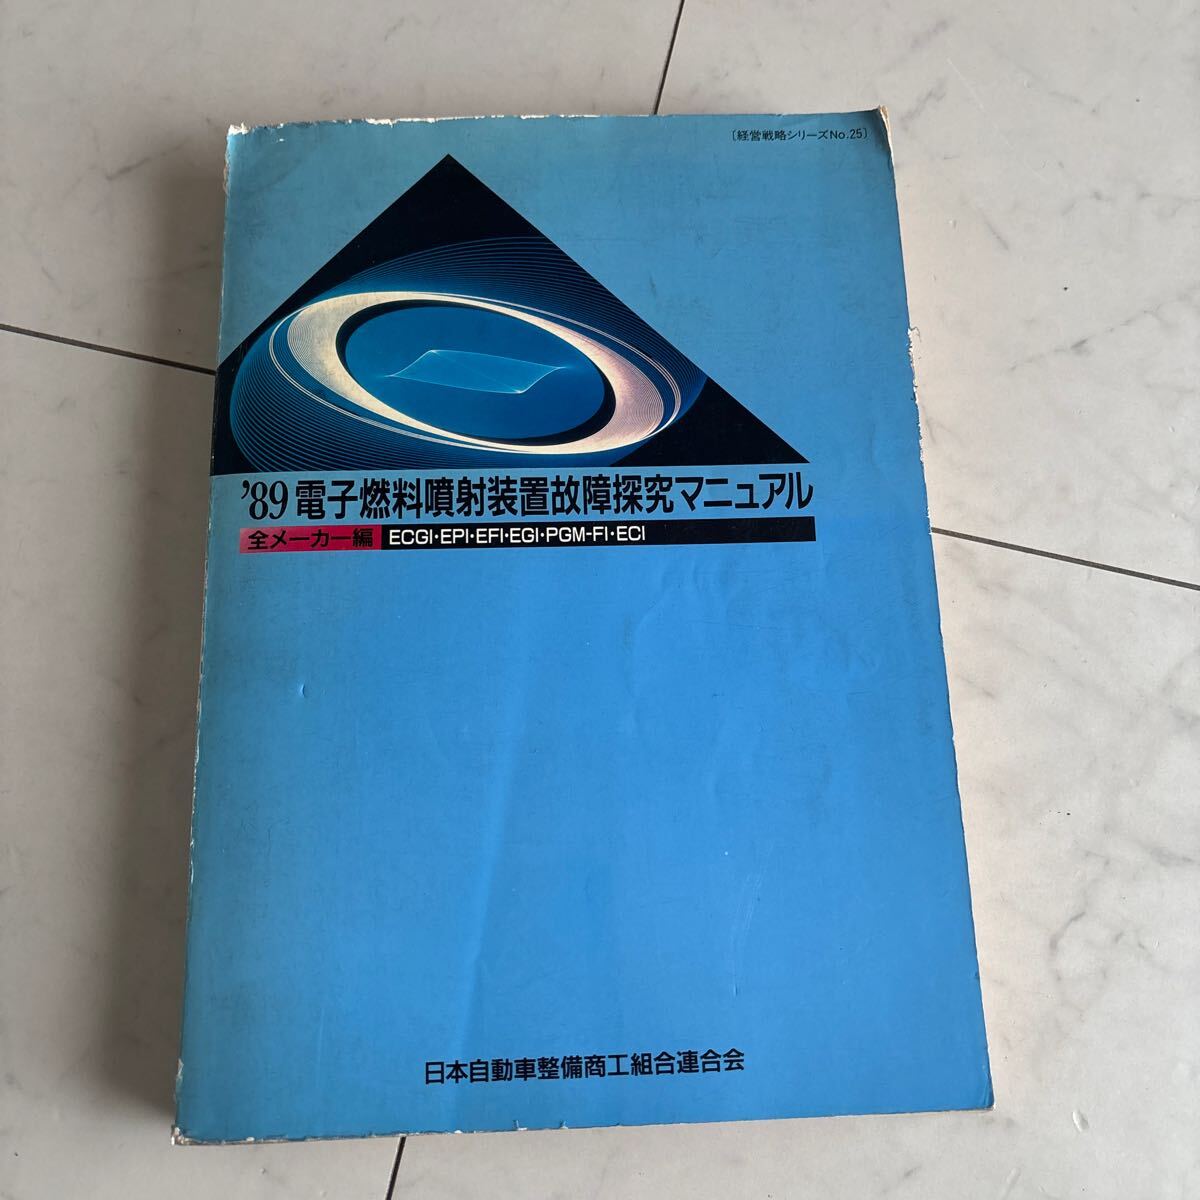 〔経営戦略シリーズNo.25〕
'89電子燃料噴射装置故障探究マニュアル
全メーカー編 ECGI・EPI・EFI・EGI・PGM-FI・ECI
日本自動車整備商工組合連合会